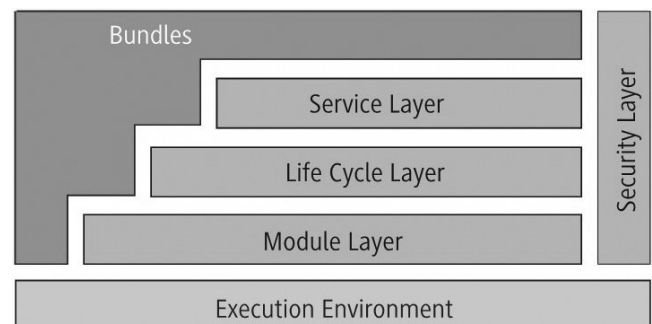 Bundles
Service Layer
Life Cycle Layer
Module Layer
Security Layer
Execution Environment